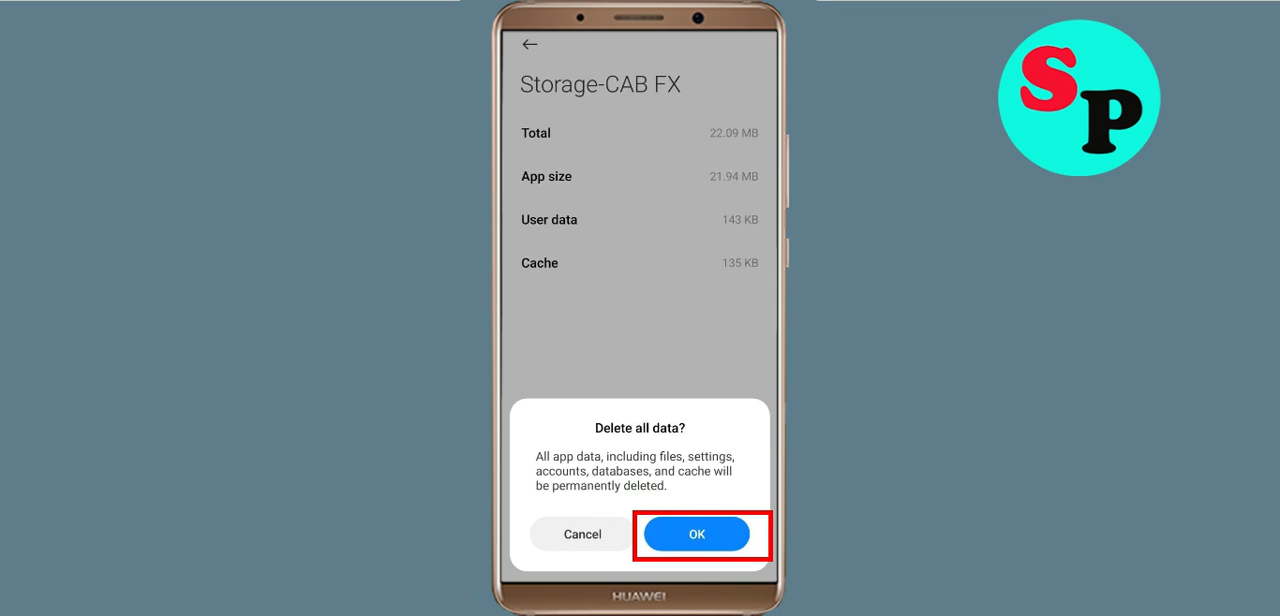 Storage-CAB FX
Total 22.09 MB
App size 21.94 MB
User data 143 KB
Cache 135 KB
Delete all data?
All app data, including files, settings,
accounts, databases, and cache will
be permanently deleted.
Cancel OK
HUAWEI
SP